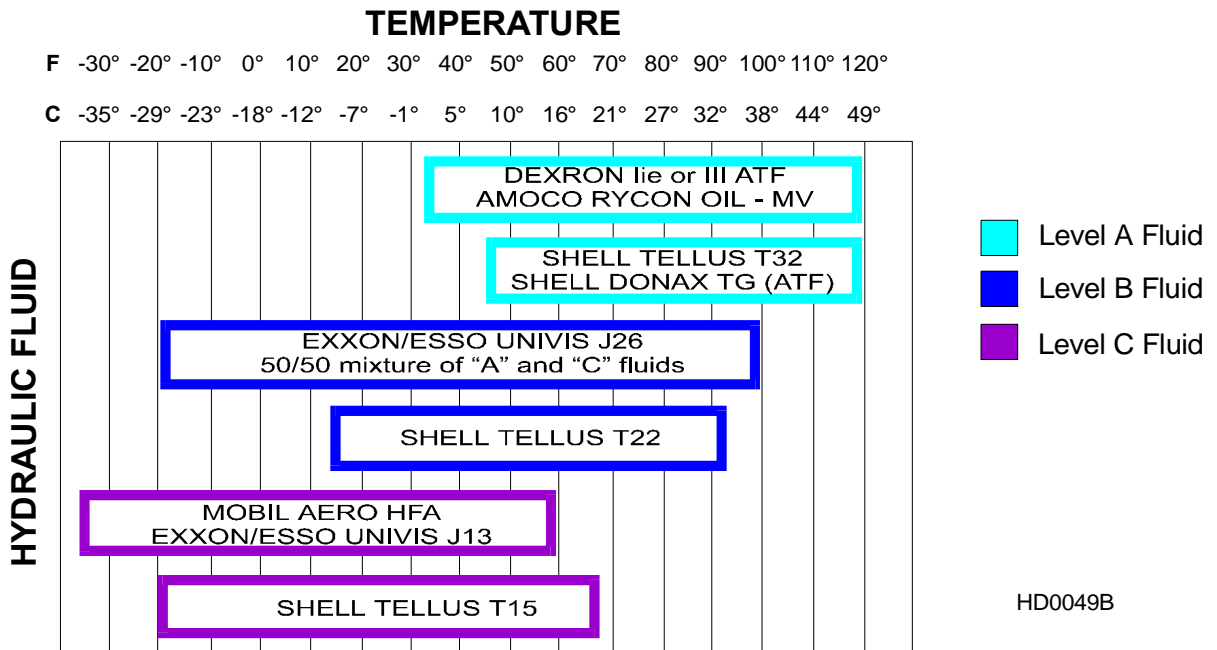 TEMPERATURE
F -30° -20° -10° 0° 10° 20° 30° 40° 50° 60° 70° 80° 90° 100° 110° 120°
C -35° -29° -23° -18° -12° -7° -1° 5° 10° 16° 21° 27° 32° 38° 44° 49°
HYDRAULIC FLUID
DEXRON IIe or III ATF
AMOCO RYCON OIL - MV
SHELL TELLUS T32
SHELL DONAX TG (ATF)
EXXON/ESSO UNIVIS J26
50/50 mixture of “A” and “C” fluids
SHELL TELLUS T22
MOBIL AERO HFA
EXXON/ESSO UNIVIS J13
SHELL TELLUS T15
Level A Fluid
Level B Fluid
Level C Fluid
HD0049B